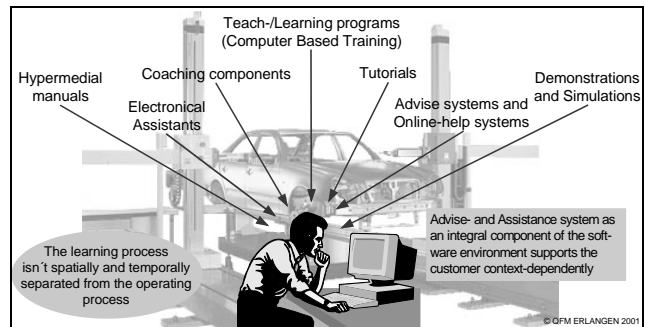 Teach-/Learning programs
(Computer Based Training)
Hypermedial
manuals
Coaching components
Tutorials
Demonstrations
and Simulations
Electronical
Assistants
Advise systems and
Online-help systems
The learning process
isn´t spatially and temporally
separated from the operating
process
Advise- and Assistance system as
an integral component of the soft-
ware environment supports the
customer context-dependently
© QFM ERLANGEN 2001